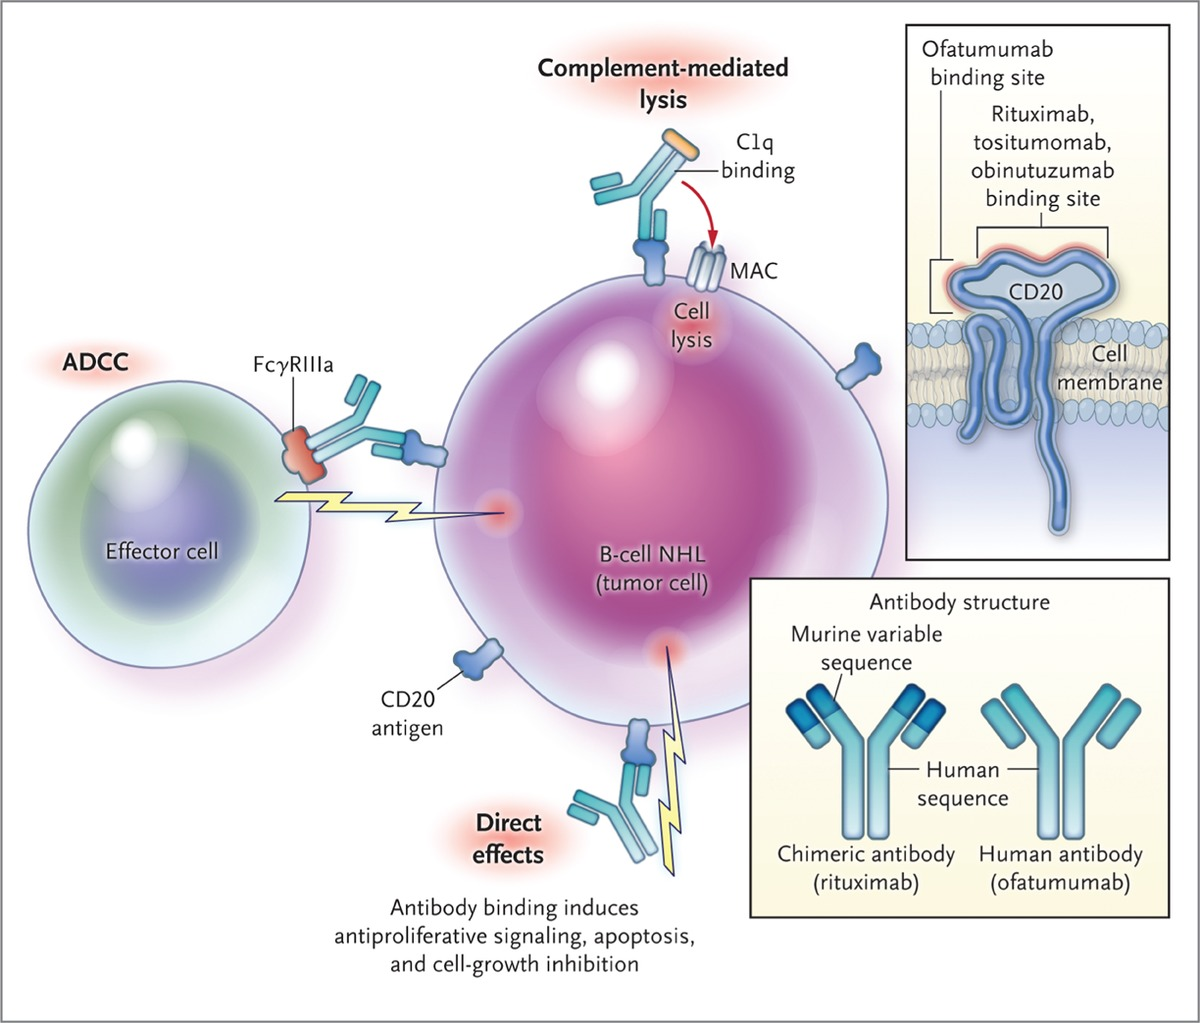 Complement-mediated
lysis
C1q
binding
MAC
Cell
lysis
ADCC
FcγRIIIa
Effector cell
B-cell NHL
(tumor cell)
CD20
antigen
Direct
effects
Antibody binding induces
antiproliferative signaling, apoptosis,
and cell-growth inhibition
Ofatumumab
binding site
Rituximab,
tositumomab,
obinutuzumab
binding site
CD20
Cell
membrane
Antibody structure
Murine variable
sequence
Human
sequence
Chimeric antibody
(rituximab)
Human antibody
(ofatumumab)